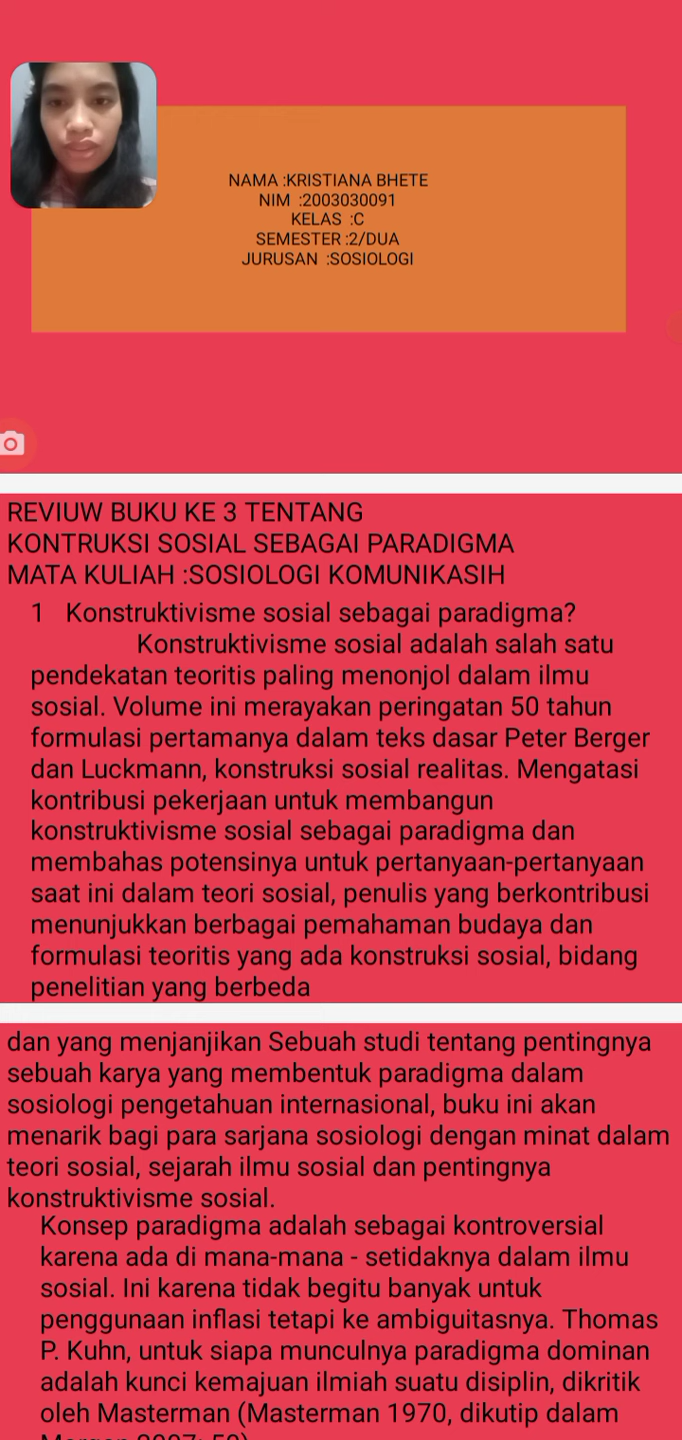 NAMA :KRISTIANA BHETE
NIM :2003030091
KELAS :C
SEMESTER :2/DUA
JURUSAN :SOSIOLOGI
REVIUW BUKU KE 3 TENTANG
KONTRUKSI SOSIAL SEBAGAI PARADIGMA
MATA KULIAH :SOSIOLOGI KOMUNIKASIH
1 Konstruktivisme sosial sebagai paradigma?
Konstruktivisme sosial adalah salah satu
pendekatan teoritis paling menonjol dalam ilmu
sosial. Volume ini merayakan peringatan 50 tahun
formulasi pertamanya dalam teks dasar Peter Berger
dan Luckmann, konstruksi sosial realitas. Mengatasi
kontribusi pekerjaan untuk membangun
konstruktivisme sosial sebagai paradigma dan
membahas potensinya untuk pertanyaan-pertanyaan
saat ini dalam teori sosial, penulis yang berkontribusi
menunjukkan berbagai pemahaman budaya dan
formulasi teoritis yang ada konstruksi sosial, bidang
penelitian yang berbeda
dan yang menjanjikan Sebuah studi tentang pentingnya
sebuah karya yang membentuk paradigma dalam
sosiologi pengetahuan internasional, buku ini akan
menarik bagi para sarjana sosiologi dengan minat dalam
teori sosial, sejarah ilmu sosial dan pentingnya
konstruktivisme sosial.
Konsep paradigma adalah sebagai kontroversial
karena ada di mana-mana - setidaknya dalam ilmu
sosial. Ini karena tidak begitu banyak untuk
penggunaan inflasi tetapi ke ambiguitasnya. Thomas
P. Kuhn, untuk siapa munculnya paradigma dominan
adalah kunci kemajuan ilmiah suatu disiplin, dikritik
oleh Masterman (Masterman 1970, dikutip dalam